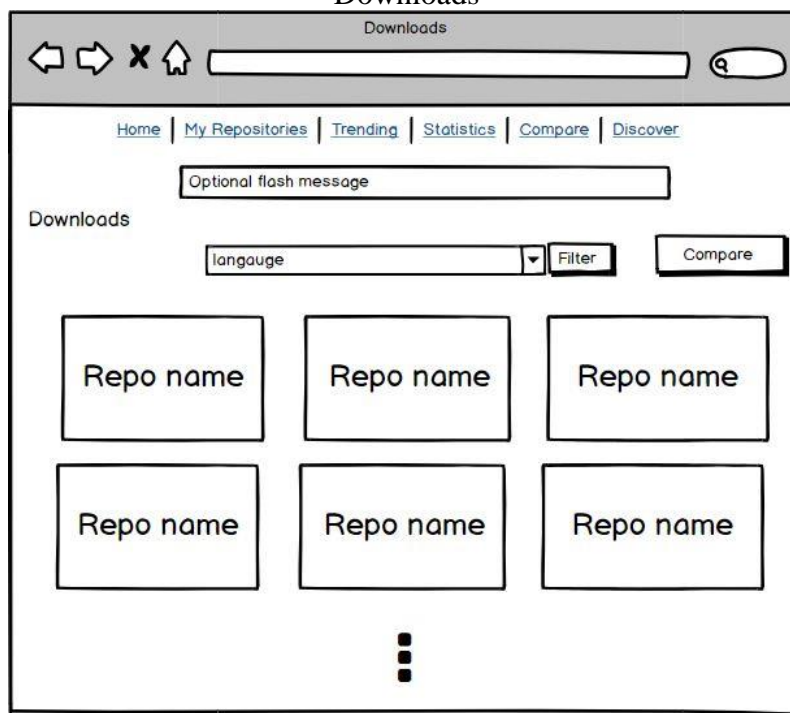 Downloads
Downloads
Home | My Repositories | Trending | Statistics | Compare | Discover
Optional flash message
Downloads
langauge Filter Compare
Repo name Repo name Repo name
Repo name Repo name Repo name